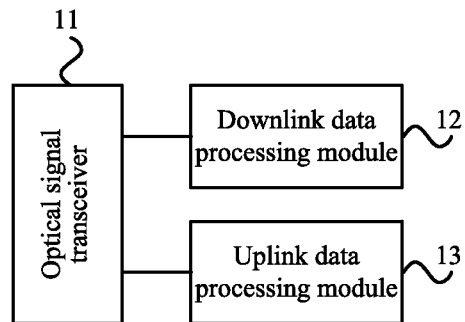 11
Optical signal
transceiver
Downlink data
processing module
12
Uplink data
processing module
13